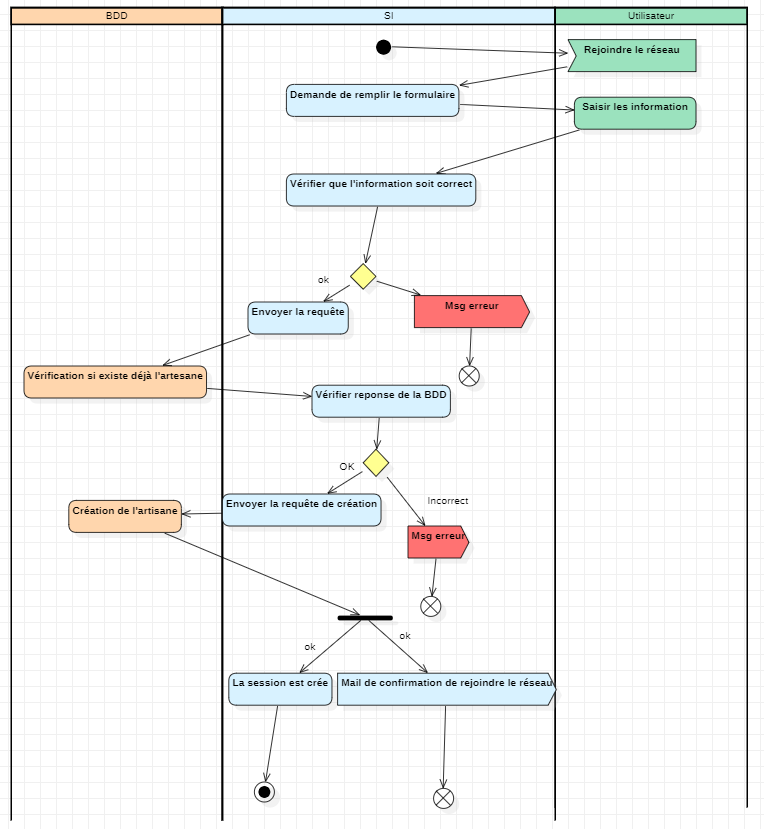 BDD
SI
Utilisateur
Rejoindre le réseau
Demande de remplir le formulaire
Saisir les information
Vérifier que l'information soit correct
ok
Envoyer la requête
Msg erreur
Vérification si existe déjà l'artesane
Vérifier reponse de la BDD
OK
Envoyer la requête de création
Incorrect
Création de l'artisane
Msg erreur
ok
ok
La session est crée
Mail de confirmation de rejoindre le réseau